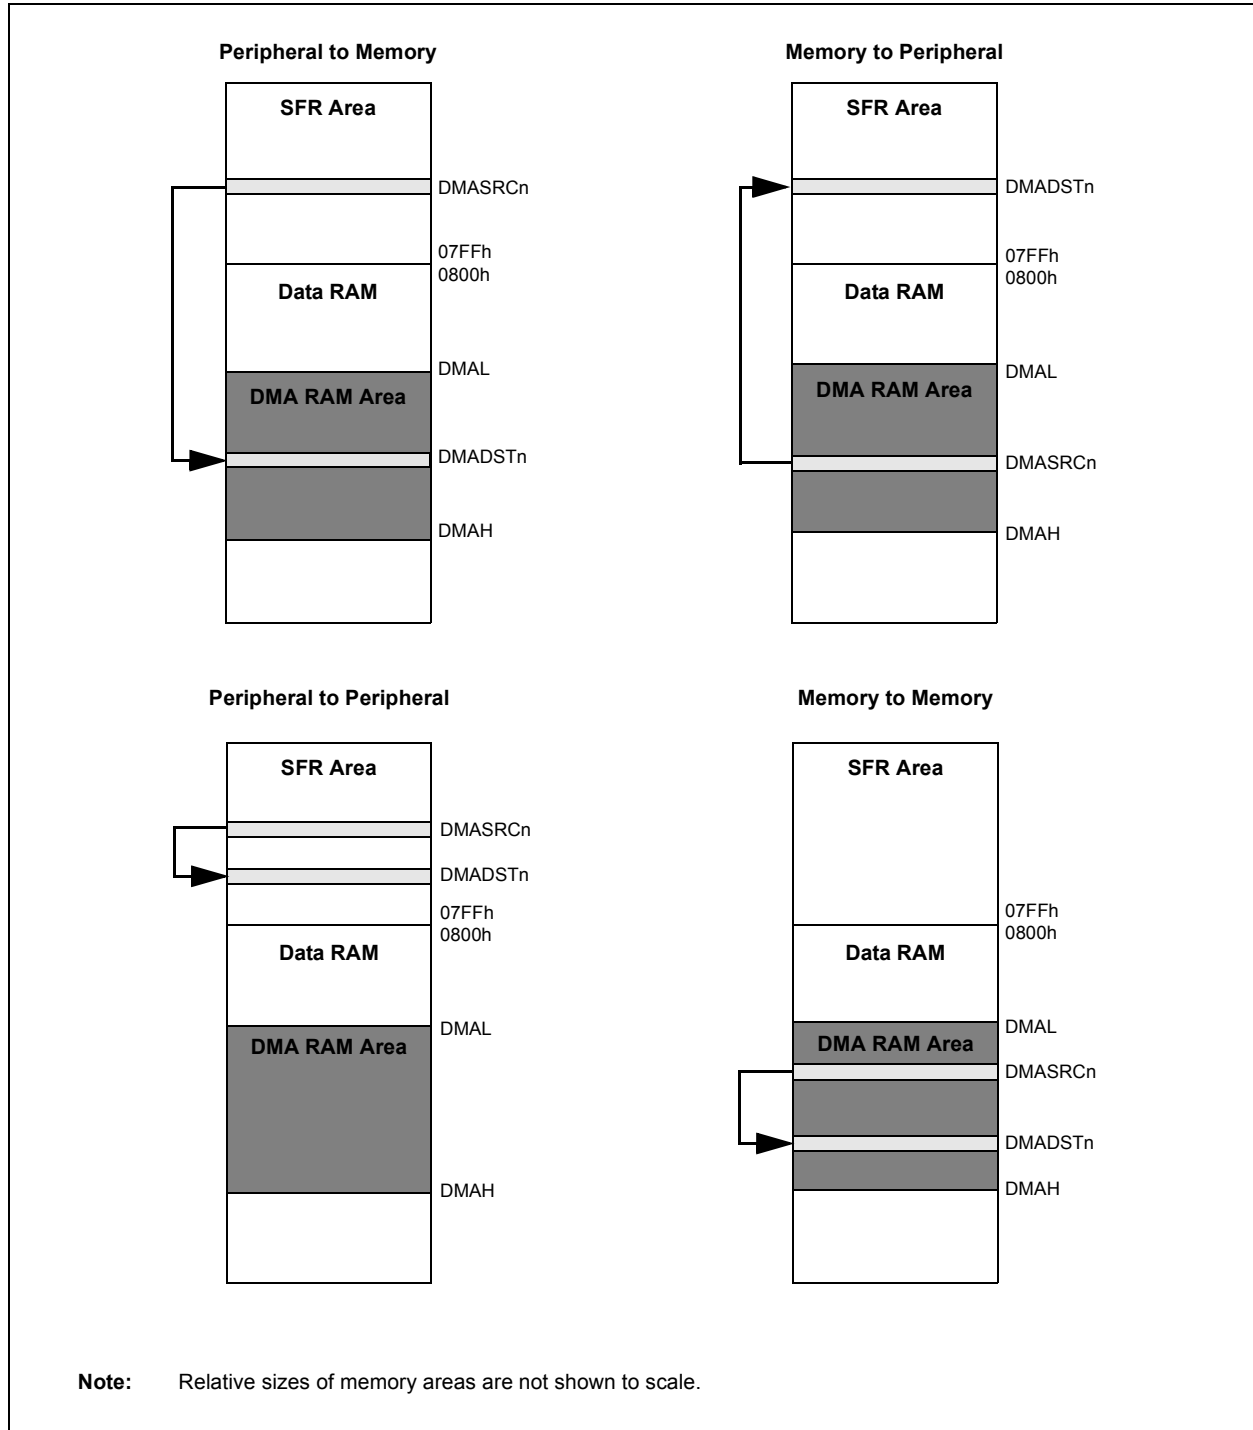 Peripheral to Memory
SFR Area
DMASRCn
07FFh
0800h
Data RAM
DMAL
DMA RAM Area
DMADSTn
DMAH
Memory to Peripheral
SFR Area
DMADSTn
07FFh
0800h
Data RAM
DMAL
DMA RAM Area
DMASRCn
DMAH
Peripheral to Peripheral
SFR Area
DMASRCn
DMADSTn
07FFh
0800h
Data RAM
DMAL
DMA RAM Area
DMAH
Memory to Memory
SFR Area
07FFh
0800h
Data RAM
DMAL
DMA RAM Area
DMASRCn
DMADSTn
DMAH
Note: Relative sizes of memory areas are not shown to scale.